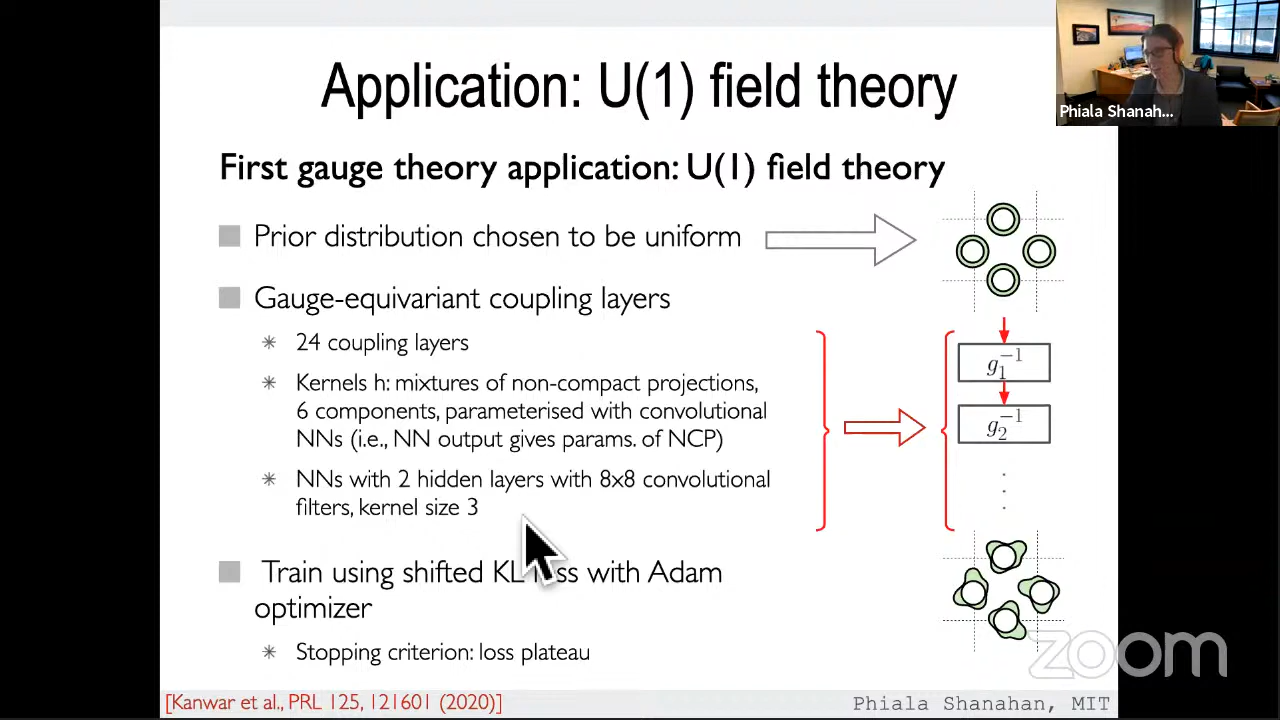 Application: U(1) field theory
Phiala Shanah...
First gauge theory application: U(1) field theory
Prior distribution chosen to be uniform
Gauge-equivariant coupling layers
24 coupling layers
Kernels h: mixtures of non-compact projections,
6 components, parameterised with convolutional
NNs (i.e., NN output gives params. of NCP)
NNs with 2 hidden layers with 8x8 convolutional
filters, kernel size 3
g₁⁻¹
g₂⁻¹
Train using shifted KL loss with Adam
optimizer
Stopping criterion: loss plateau
zoom
[Kanwar et al., PRL 125, 121601 (2020)]
Phiala Shanahan, MIT